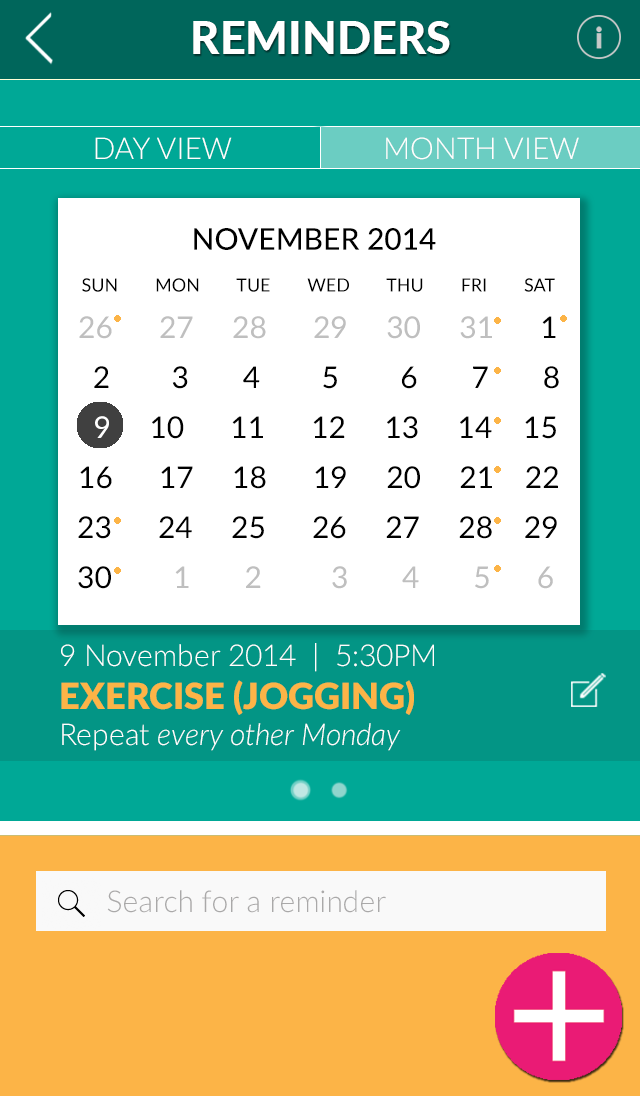 REMINDERS
DAY VIEW MONTH VIEW
NOVEMBER 2014
SUN MON TUE WED THU FRI SAT
26 27 28 29 30 31 1
2 3 4 5 6 7 8
9 10 11 12 13 14 15
16 17 18 19 20 21 22
23 24 25 26 27 28 29
30 1 2 3 4 5 6
9 November 2014 | 5:30PM
EXERCISE (JOGGING)
Repeat every other Monday
Search for a reminder